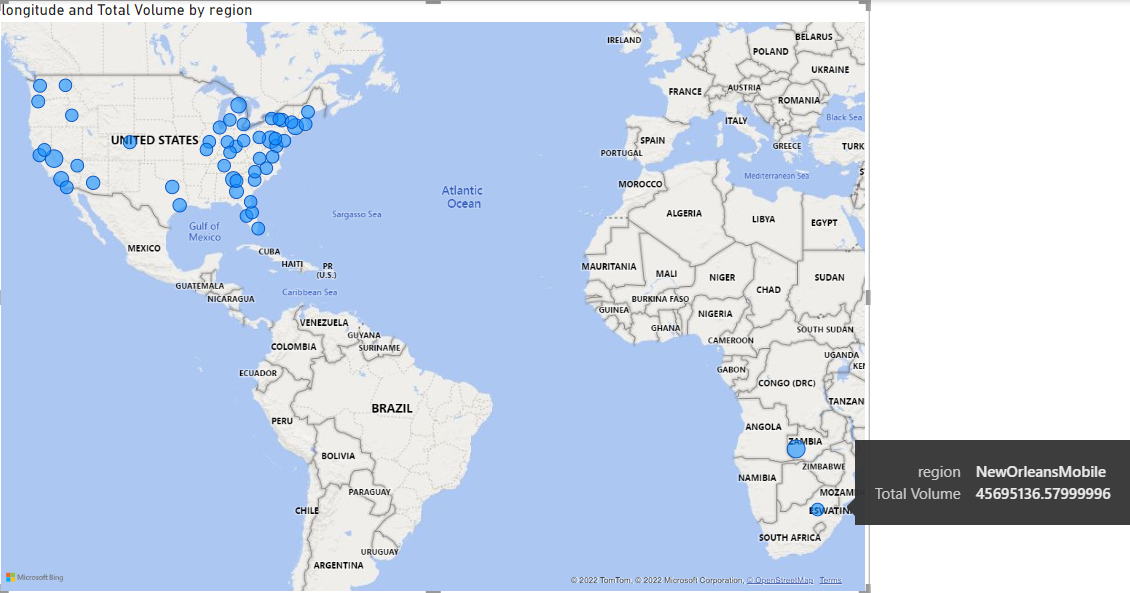 longitude and Total Volume by region
IRELAND
BELARUS
POLAND
UKRAINE
FRANCE
AUSTRIA
ROMANIA
ITALY
Black Sea
SPAIN
PORTUGAL
GREECE
TURK
UNITED STATES
Mediterranean Sea
MOROCCO
Atlantic
Ocean
Sargasso Sea
ALGERIA
LIBYA
EGYPT
Gulf of
Mexico
MEXICO
CUBA
HAITI
PR
(U.S.)
MAURITANIA
MALI
NIGER
SUDAN
CHAD
GUATEMALA
Caribbean Sea
NICARAGUA
BURKINA FASO
GUINEA
NIGERIA
GHANA
SOUTH SUDAN
VENEZUELA
GUYANA
SURINAME
COLOMBIA
CAMEROON
UGANDA
KEN
ECUADOR
GABON
CONGO (DRC)
TANZAN
BRAZIL
PERU
ANGOLA
ZAMBIA
BOLIVIA
ZIMBABWE
NAMIBIA
PARAGUAY
MOZAM
CHILE
ESWATIN
SOUTH AFRICA
URUGUAY
ARGENTINA
region NewOrleansMobile
Total Volume 45695136.57999996
Microsoft Bing
© 2022 TomTom, © 2022 Microsoft Corporation, © OpenStreetMap Terms